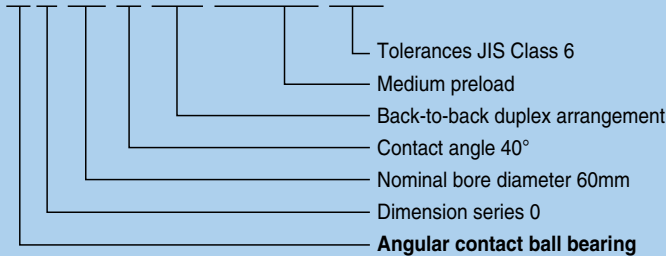 Tolerances JIS Class 6
Medium preload
Back-to-back duplex arrangement
Contact angle 40°
Nominal bore diameter 60mm
Dimension series 0
Angular contact ball bearing